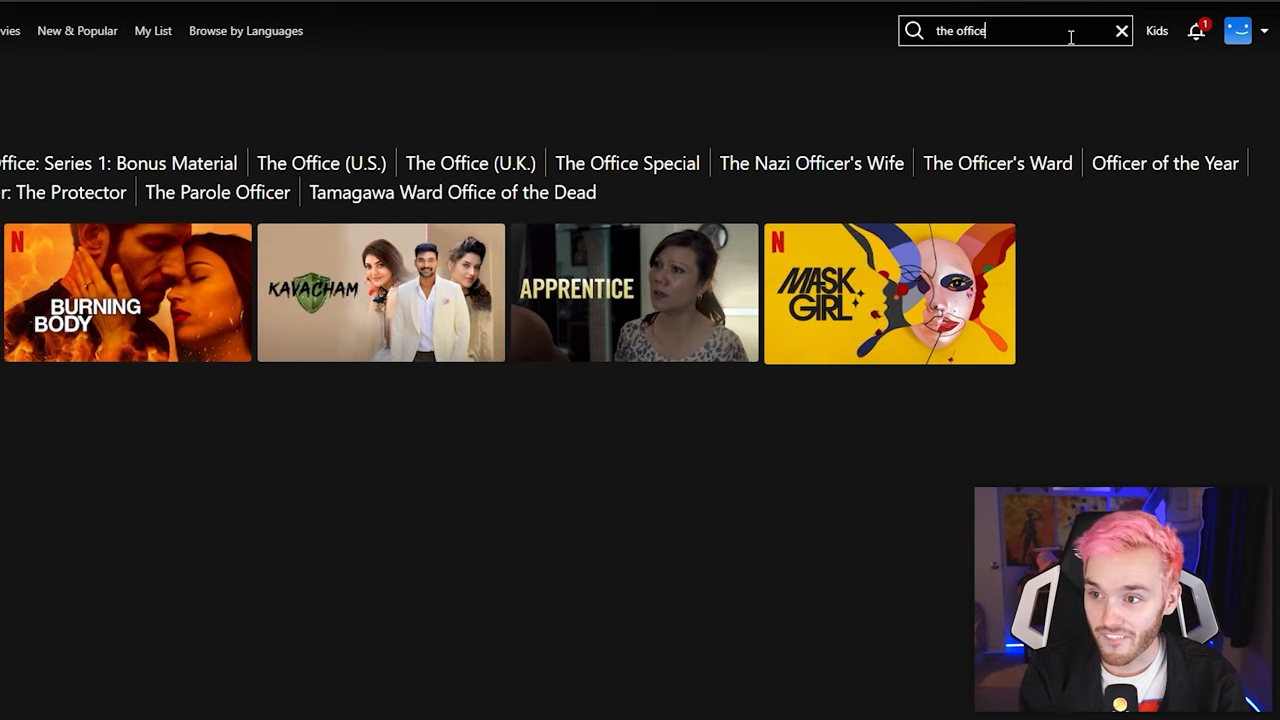 vies New & Popular My List Browse by Languages the office Kids 1
ffice: Series 1: Bonus Material The Office (U.S.) The Office (U.K.) The Office Special The Nazi Officer's Wife The Officer's Ward Officer of the Year
r: The Protector The Parole Officer Tamagawa Ward Office of the Dead
N
BURNING
BODY
KAVACHAM
APPRENTICE
N
MASK
GIRL